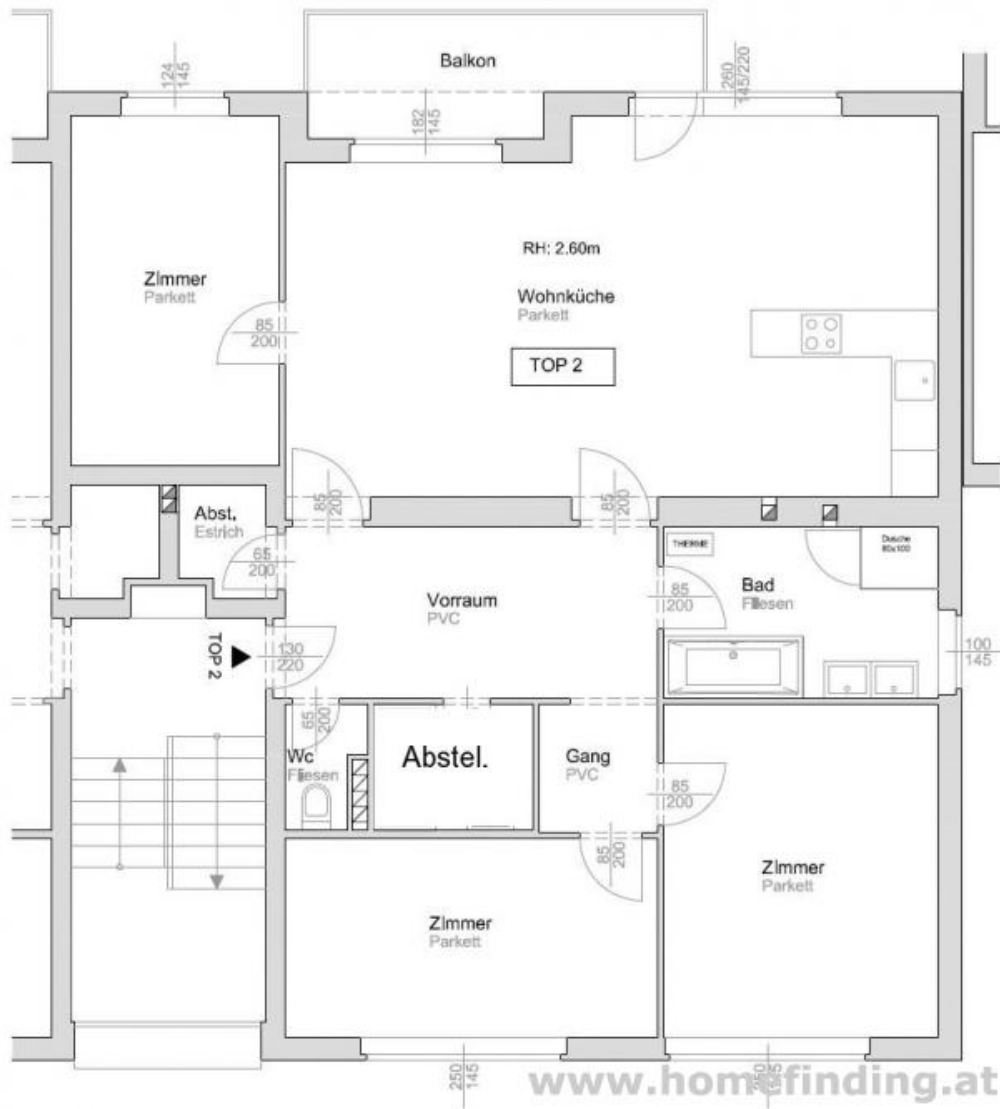 Balkon
124
145
182
145
260
145/220
RH: 2.60m
Zimmer
Parkett
Wohnküche
Parkett
85
200
TOP 2
85
200
85
200
Abst.
Estrich
65
200
THERME
Dusche
80x100
Vorraum
PVC
85
200
Bad
Fliesen
TOP 2
130
220
100
145
65
200
Wc
Fliesen
Abstel.
Gang
PVC
85
200
85
200
Zimmer
Parkett
Zimmer
Parkett
250
145
www.homefinding.at